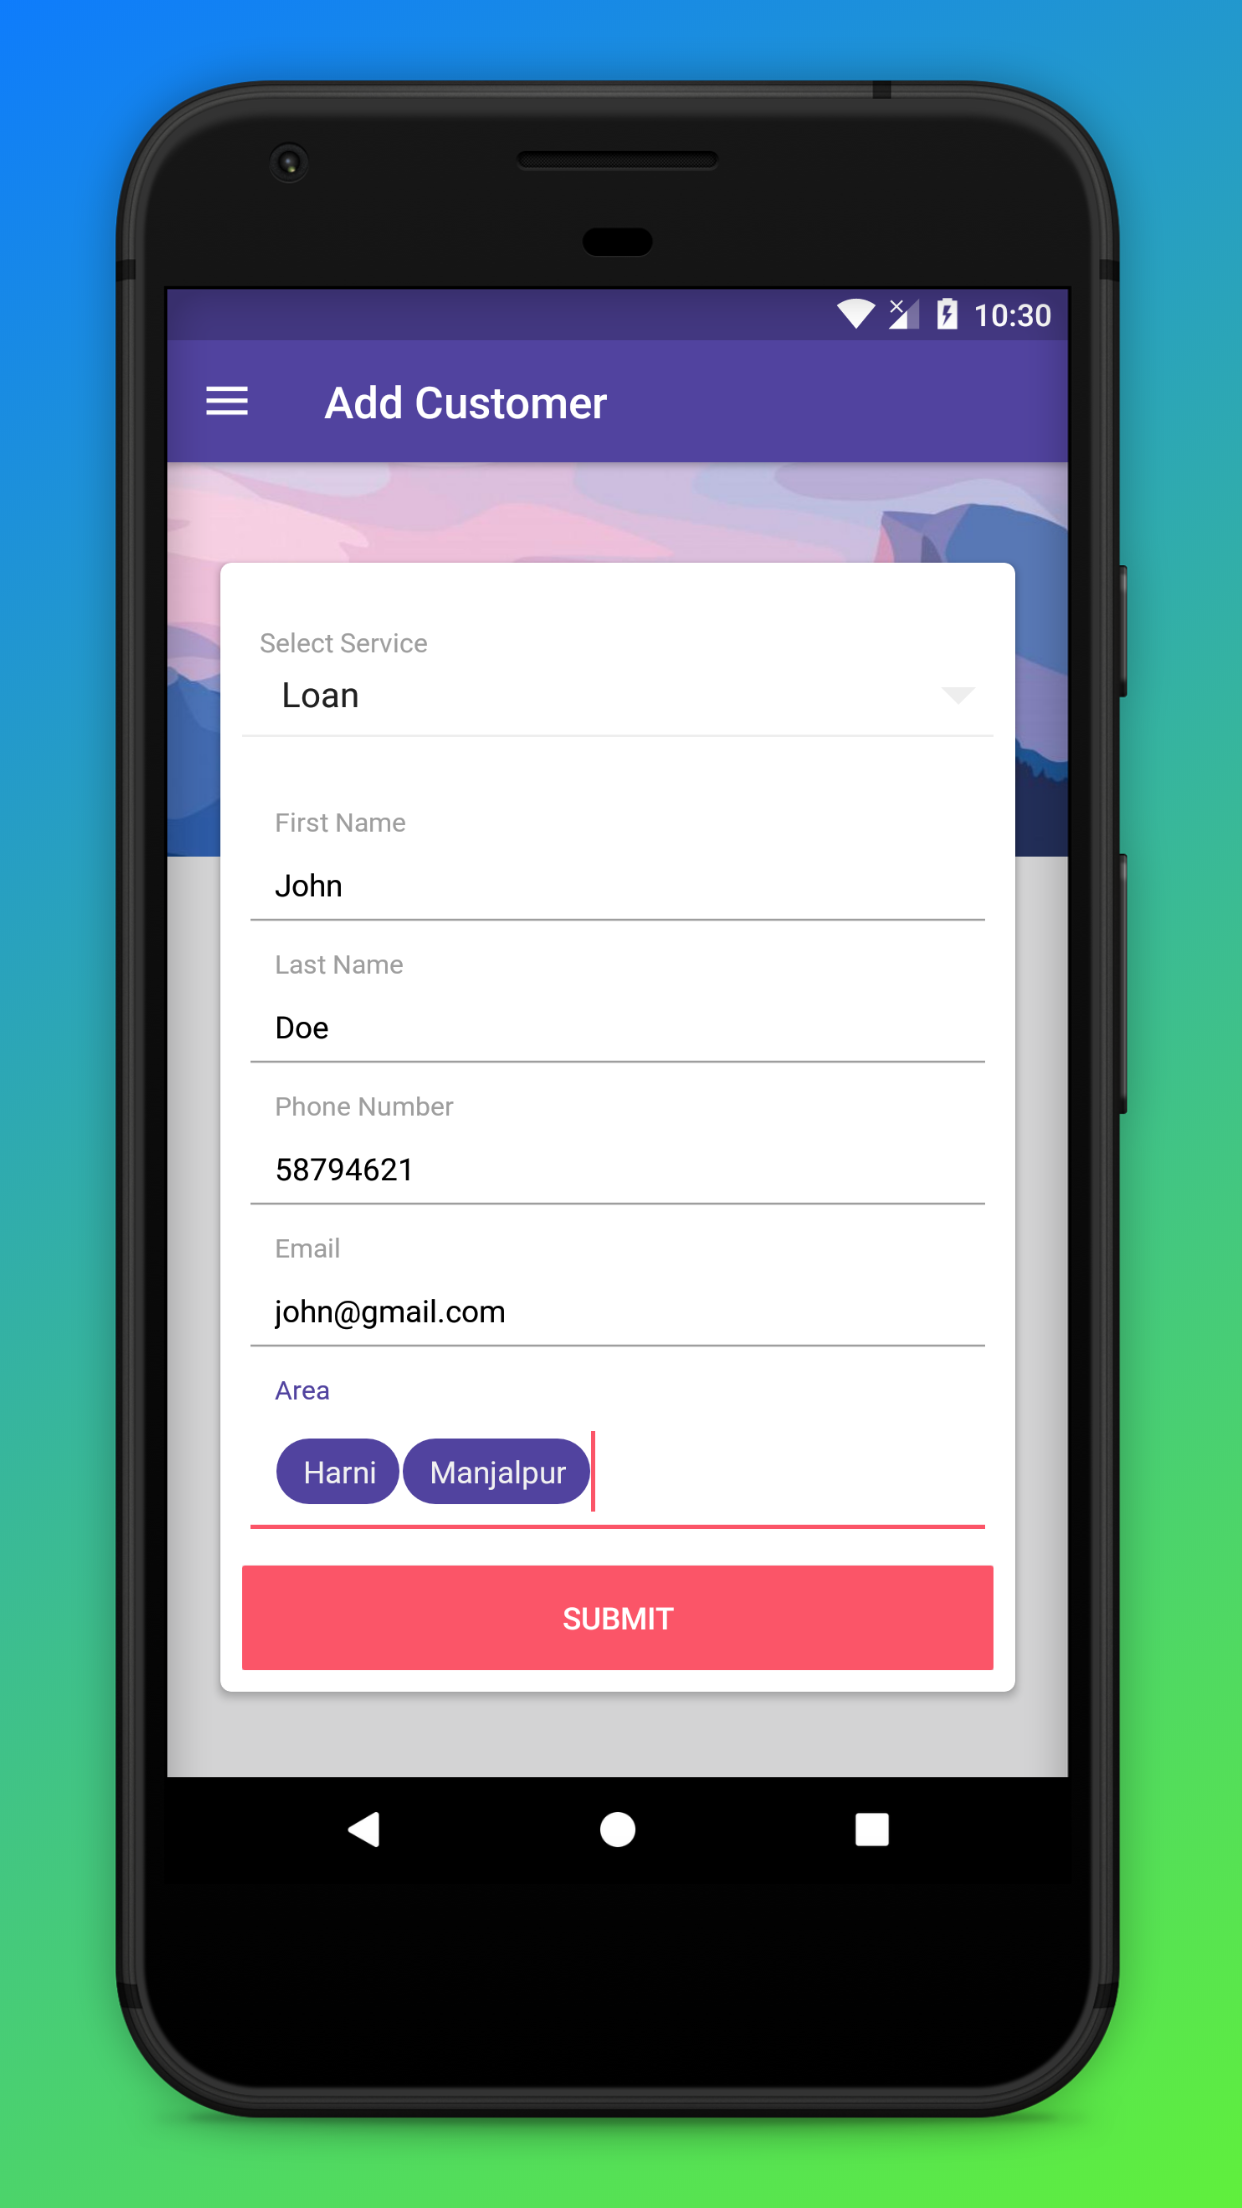 10:30
Add Customer
Select Service
Loan
First Name
John
Last Name
Doe
Phone Number
58794621
Email
john@gmail.com
Area
Harni Manjalpur
SUBMIT